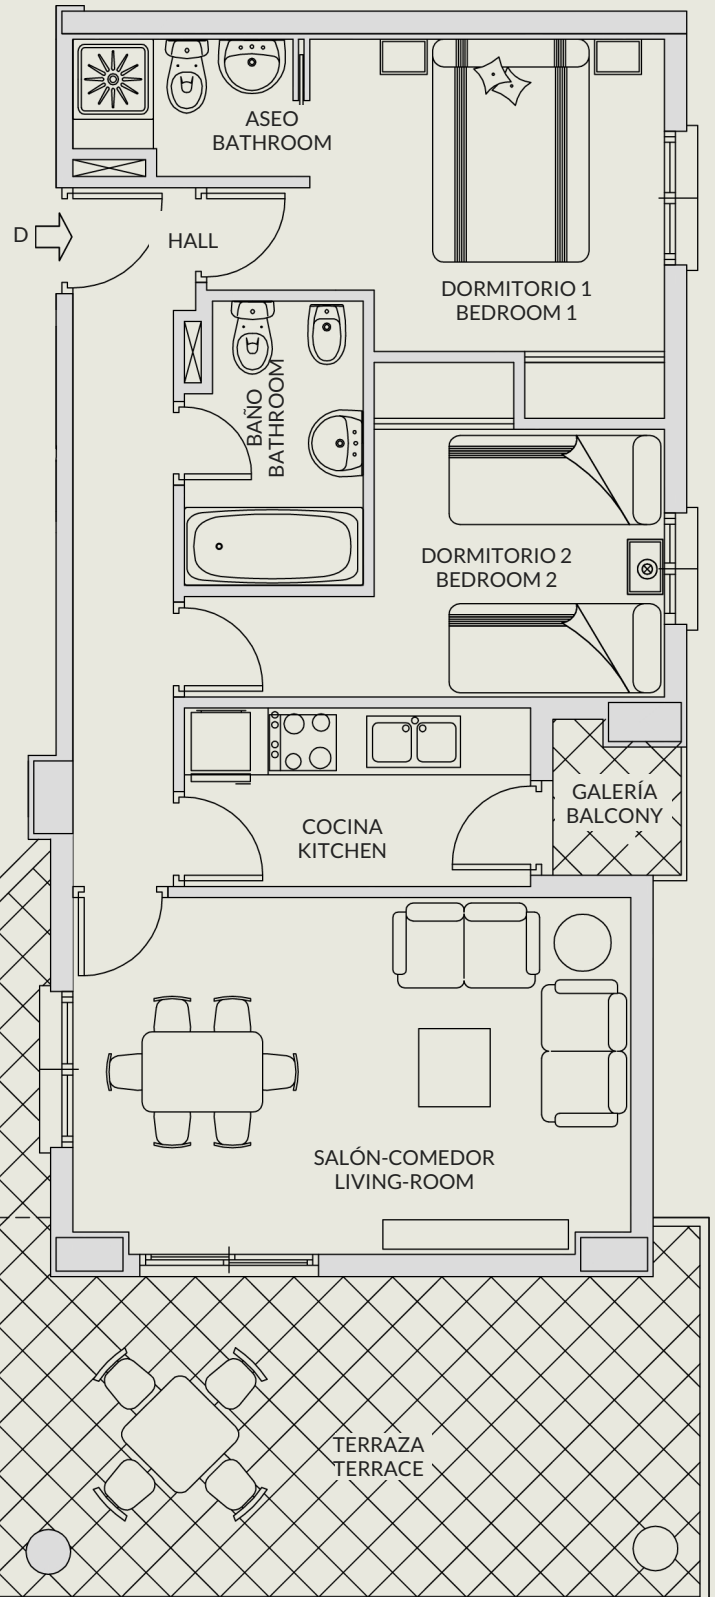 ASEO
BATHROOM
D
HALL
DORMITORIO 1
BEDROOM 1
BAÑO
BATHROOM
DORMITORIO 2
BEDROOM 2
GALERÍA
BALCONY
COCINA
KITCHEN
SALÓN-COMEDOR
LIVING-ROOM
TERRAZA
TERRACE